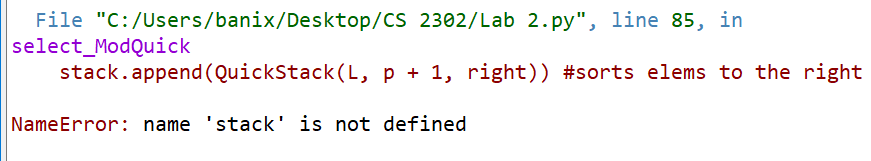 File "C:/Users/banix/Desktop/CS 2302/Lab 2.py", line 85, in
select_ModQuick
stack.append(QuickStack(L, p + 1, right)) #sorts elems to the right
NameError: name 'stack' is not defined